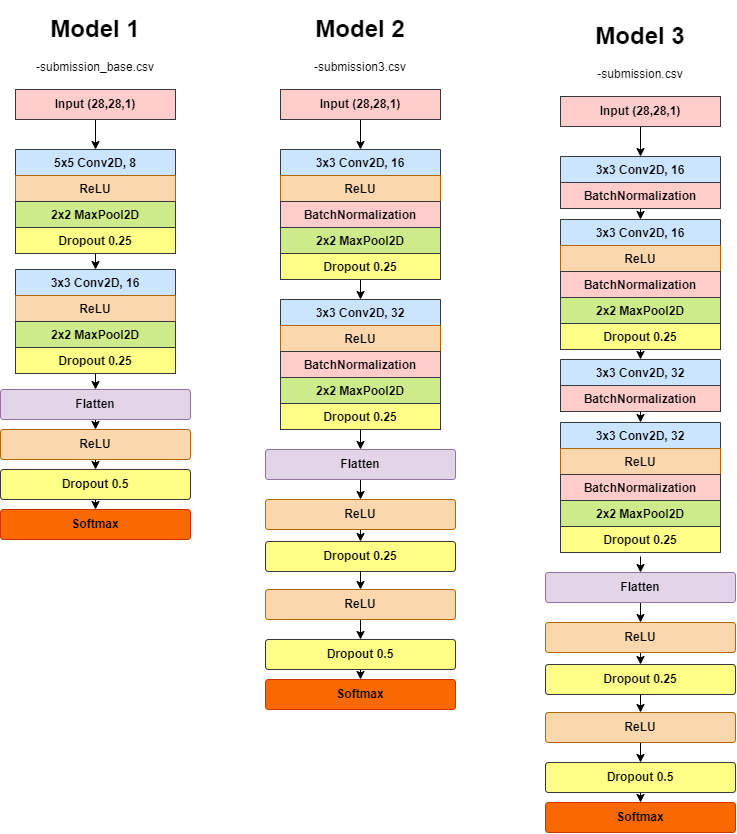 Model 1
-submission_base.csv
Input (28,28,1)
5x5 Conv2D, 8
ReLU
2x2 MaxPool2D
Dropout 0.25
3x3 Conv2D, 16
ReLU
2x2 MaxPool2D
Dropout 0.25
Flatten
ReLU
Dropout 0.5
Softmax
Model 2
-submission3.csv
Input (28,28,1)
3x3 Conv2D, 16
ReLU
BatchNormalization
2x2 MaxPool2D
Dropout 0.25
3x3 Conv2D, 32
ReLU
BatchNormalization
2x2 MaxPool2D
Dropout 0.25
Flatten
ReLU
Dropout 0.25
ReLU
Dropout 0.5
Softmax
Model 3
-submission.csv
Input (28,28,1)
3x3 Conv2D, 16
BatchNormalization
3x3 Conv2D, 16
ReLU
BatchNormalization
2x2 MaxPool2D
Dropout 0.25
3x3 Conv2D, 32
BatchNormalization
3x3 Conv2D, 32
ReLU
BatchNormalization
2x2 MaxPool2D
Dropout 0.25
Flatten
ReLU
Dropout 0.25
ReLU
Dropout 0.5
Softmax